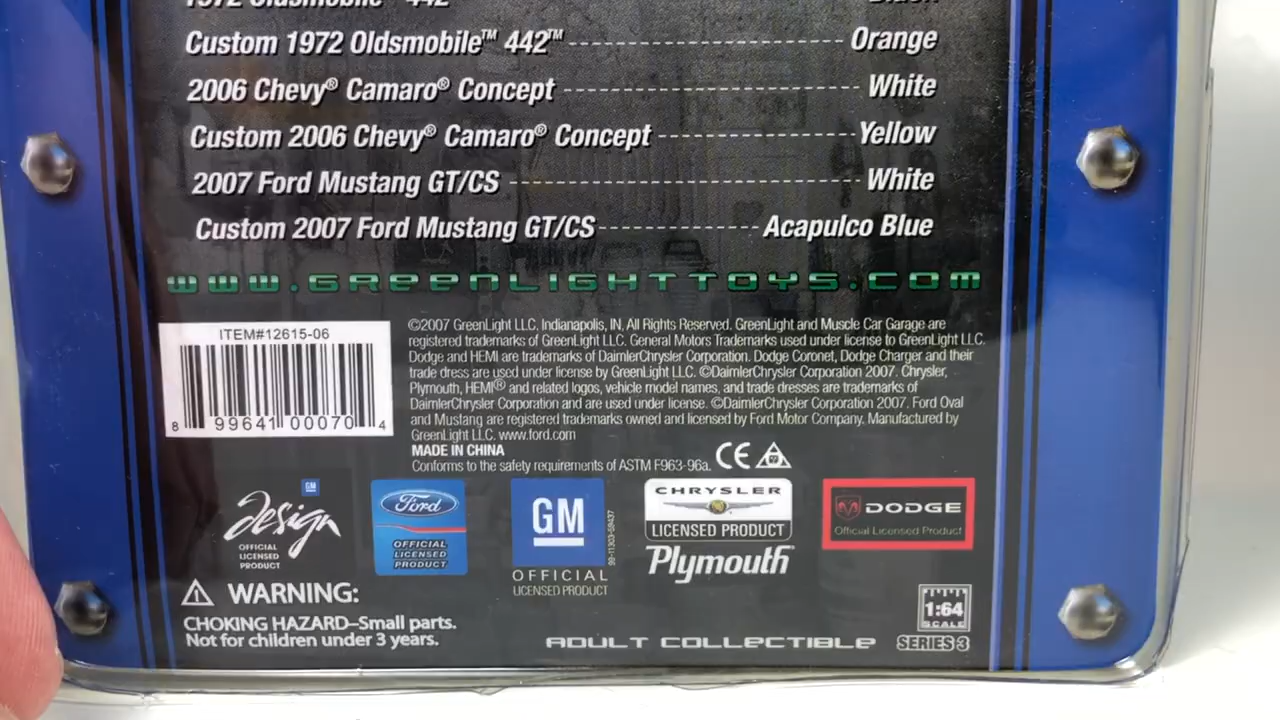 1972 Oldsmobile™ 442 Black
Custom 1972 Oldsmobile™ 442™ Orange
2006 Chevy® Camaro® Concept White
Custom 2006 Chevy® Camaro® Concept Yellow
2007 Ford Mustang GT/CS White
Custom 2007 Ford Mustang GT/CS Acapulco Blue
www.GreenLightToys.com
ITEM#12615-06
8 99641 00070 4
©2007 GreenLight LLC. Indianapolis, IN, All Rights Reserved. GreenLight and Muscle Car Garage are
registered trademarks of GreenLight LLC. General Motors Trademarks used under license to GreenLight LLC.
Dodge and HEMI are trademarks of DaimlerChrysler Corporation. Dodge Coronet, Dodge Charger and their
trade dress are used under license by GreenLight LLC. ©DaimlerChrysler Corporation 2007. Chrysler,
Plymouth, HEMI® and related logos, vehicle model names, and trade dresses are trademarks of
DaimlerChrysler Corporation and are used under license. ©DaimlerChrysler Corporation 2007. Ford Oval
and Mustang are registered trademarks owned and licensed by Ford Motor Company. Manufactured by
GreenLight LLC. www.ford.com
MADE IN CHINA
Conforms to the safety requirements of ASTM F963-96a. CE
GM
Design
OFFICIAL
LICENSED
PRODUCT
Ford
OFFICIAL
LICENSED
PRODUCT
GM
OFFICIAL
LICENSED PRODUCT
CHRYSLER
LICENSED PRODUCT
Plymouth
DODGE
Official Licensed Product
WARNING:
CHOKING HAZARD–Small parts.
Not for children under 3 years.
ADULT COLLECTIBLE
1:64
SCALE
SERIES 3